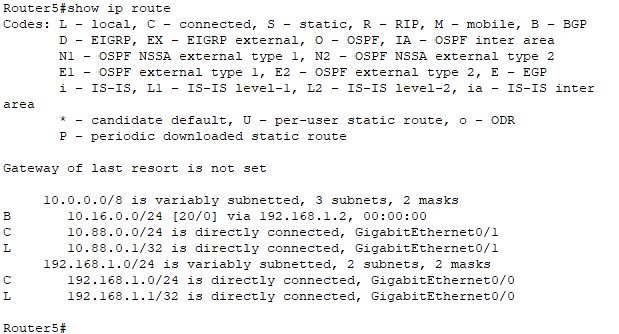 Router5#show ip route
Codes: L - local, C - connected, S - static, R - RIP, M - mobile, B - BGP
       D - EIGRP, EX - EIGRP external, O - OSPF, IA - OSPF inter area
       N1 - OSPF NSSA external type 1, N2 - OSPF NSSA external type 2
       E1 - OSPF external type 1, E2 - OSPF external type 2, E - EGP
       i - IS-IS, L1 - IS-IS level-1, L2 - IS-IS level-2, ia - IS-IS inter
area
       * - candidate default, U - per-user static route, o - ODR
       P - periodic downloaded static route

Gateway of last resort is not set

     10.0.0.0/8 is variably subnetted, 3 subnets, 2 masks
B       10.16.0.0/24 [20/0] via 192.168.1.2, 00:00:00
C       10.88.0.0/24 is directly connected, GigabitEthernet0/1
L       10.88.0.1/32 is directly connected, GigabitEthernet0/1
     192.168.1.0/24 is variably subnetted, 2 subnets, 2 masks
C       192.168.1.0/24 is directly connected, GigabitEthernet0/0
L       192.168.1.1/32 is directly connected, GigabitEthernet0/0

Router5#